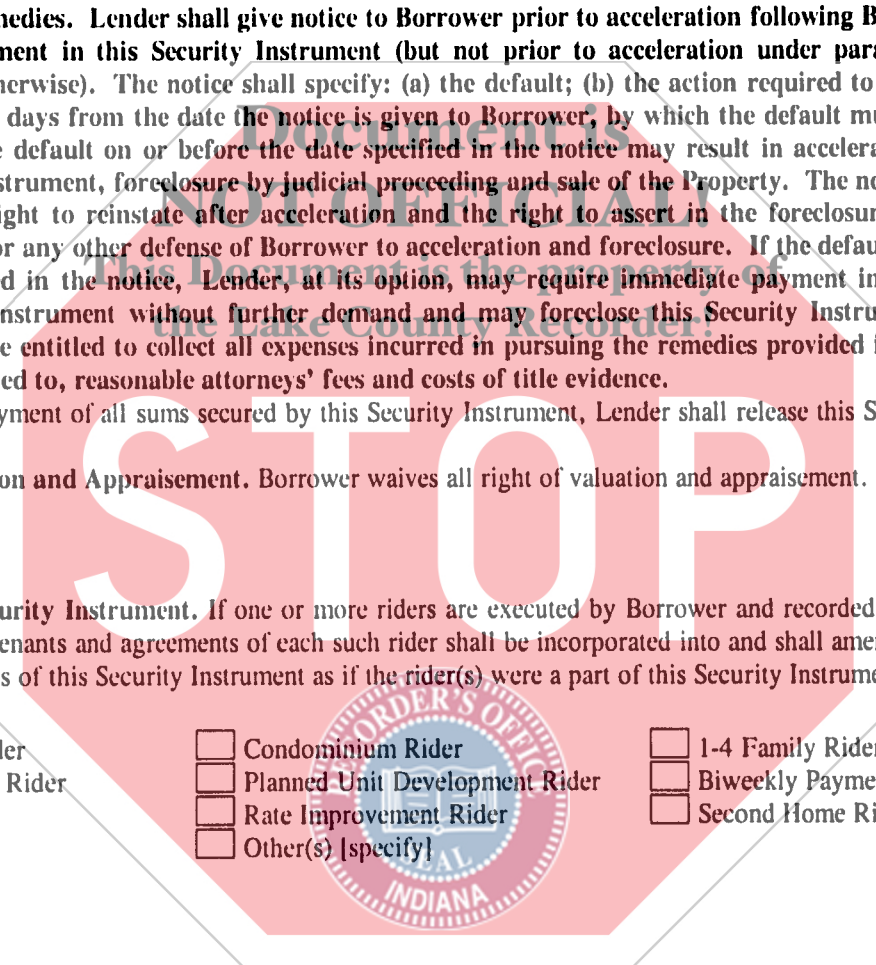 nedies. Lender shall give notice to Borrower prior to acceleration following B
ment in this Security Instrument (but not prior to acceleration under para
nerwise). The notice shall specify: (a) the default; (b) the action required to
days from the date the notice is given to Borrower, by which the default mu
e default on or before the date specified in the notice may result in accelera
strument, foreclosure by judicial proceeding and sale of the Property. The no
ight to reinstate after acceleration and the right to assert in the foreclosur
or any other defense of Borrower to acceleration and foreclosure. If the defau
d in the notice, Lender, at its option, may require immediate payment in
nstrument without further demand and may foreclose this Security Instru
e entitled to collect all expenses incurred in pursuing the remedies provided i
ed to, reasonable attorneys' fees and costs of title evidence.
yment of all sums secured by this Security Instrument, Lender shall release this S
on and Appraisement. Borrower waives all right of valuation and appraisement.
urity Instrument. If one or more riders are executed by Borrower and recorded
enants and agreements of each such rider shall be incorporated into and shall amen
s of this Security Instrument as if the rider(s) were a part of this Security Instrume
ler
Rider
Condominium Rider
Planned Unit Development Rider
Rate Improvement Rider
Other(s) [specify]
1-4 Family Rider
Biweekly Payme
Second Home Ri
Document is
NOT OFFICIAL!
This Document is the property of
the Lake County Recorder!
STOP
RECORDER'S OFFICE
SEAL
INDIANA